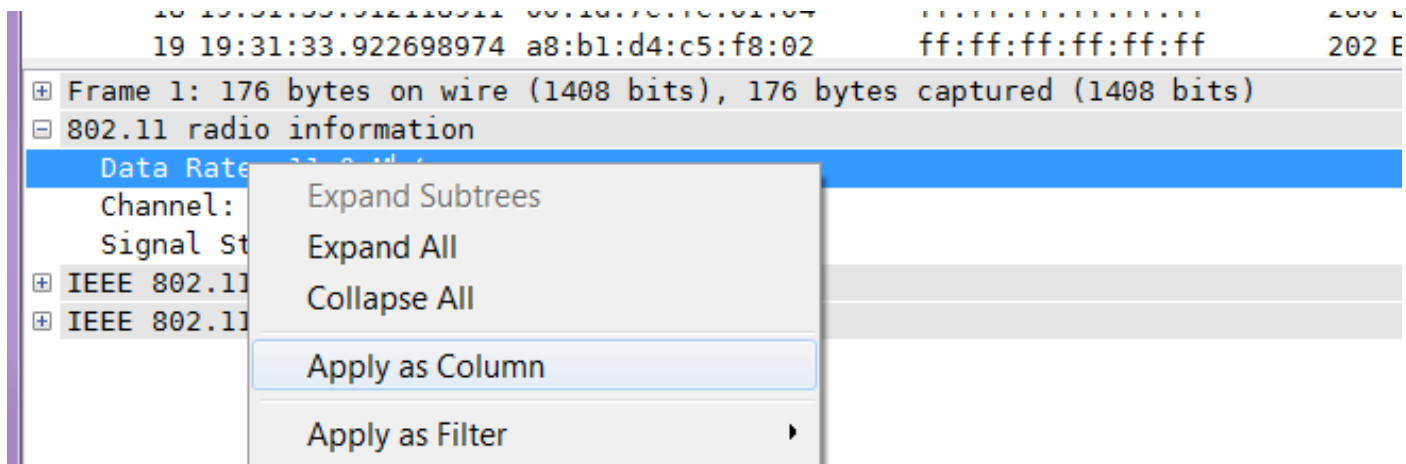 19 19:31:33.922698974 a8:b1:d4:c5:f8:02 ff:ff:ff:ff:ff:ff 202
Frame 1: 176 bytes on wire (1408 bits), 176 bytes captured (1408 bits)
802.11 radio information
Data Rate
Channel:
Signal
IEEE 802.11
IEEE 802.11
Expand Subtrees
Expand All
Collapse All
Apply as Column
Apply as Filter